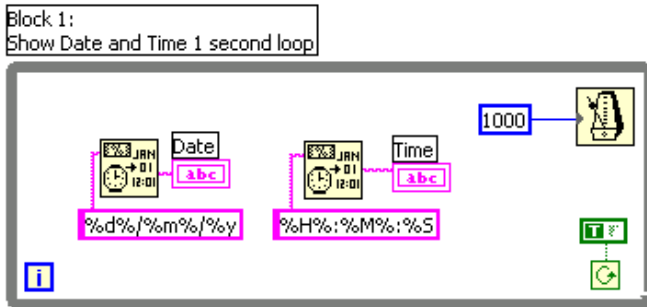 Block 1:
Show Date and Time 1 second loop
1000
JAN
01
12:01
Date
abc
JAN
01
12:01
Time
abc
%d%/%m%/%y
%H%:%M%:%S
T
i